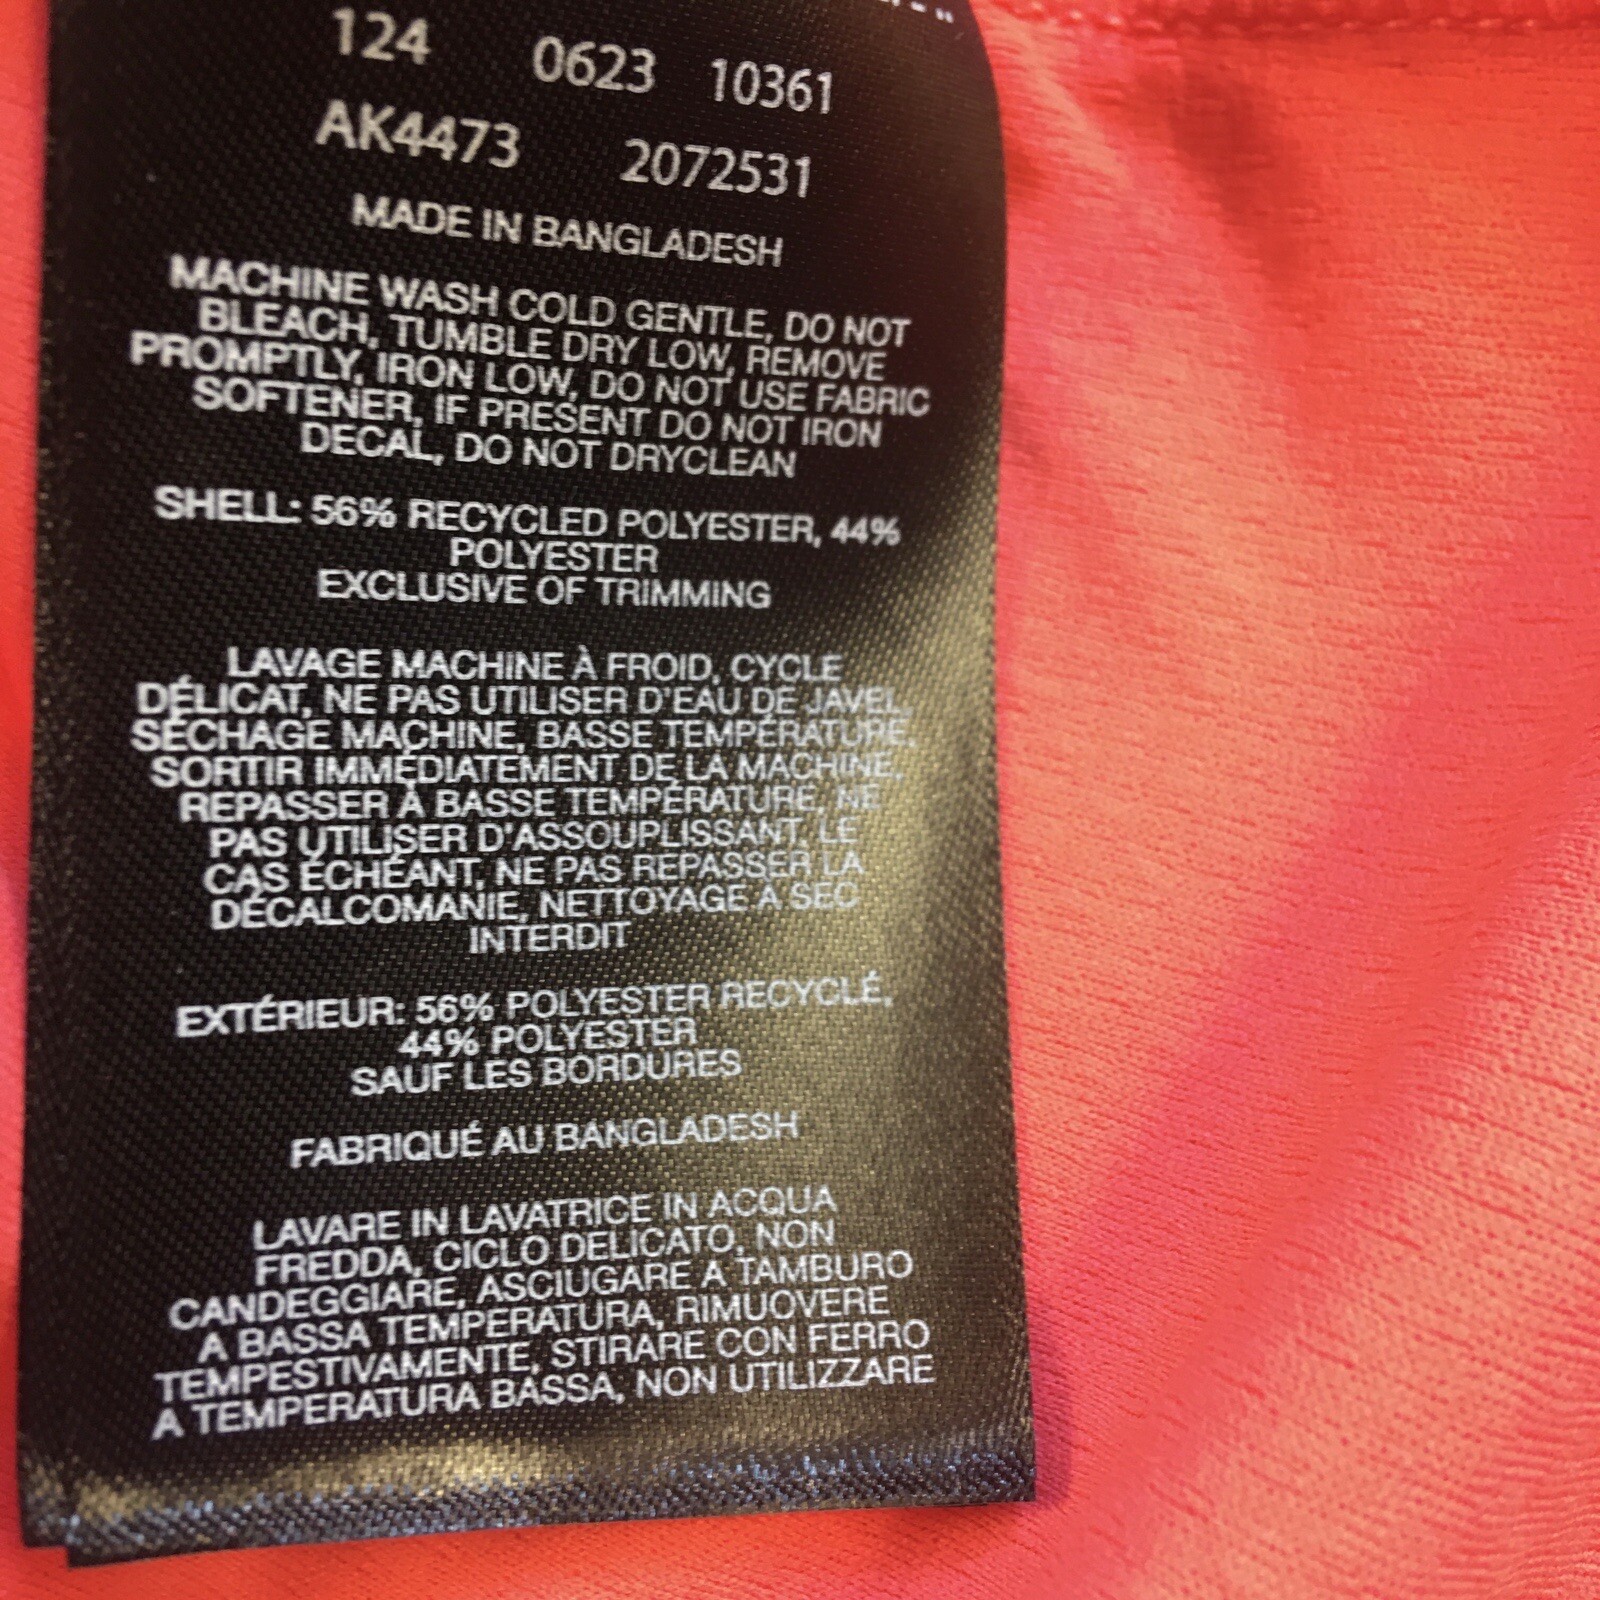 124 0623 10361
AK4473 2072531
MADE IN BANGLADESH
MACHINE WASH COLD GENTLE, DO NOT
BLEACH, TUMBLE DRY LOW, REMOVE
PROMPTLY, IRON LOW, DO NOT USE FABRIC
SOFTENER, IF PRESENT DO NOT IRON
DECAL, DO NOT DRYCLEAN
SHELL: 56% RECYCLED POLYESTER, 44%
POLYESTER
EXCLUSIVE OF TRIMMING
LAVAGE MACHINE À FROID, CYCLE
DÉLICAT, NE PAS UTILISER D'EAU DE JAVEL,
SÉCHAGE MACHINE, BASSE TEMPÉRATURE,
SORTIR IMMÉDIATEMENT DE LA MACHINE,
REPASSER À BASSE TEMPÉRATURE, NE
PAS UTILISER D'ASSOUPLISSANT, LE
CAS ÉCHÉANT, NE PAS REPASSER LA
DÉCALCOMANIE, NETTOYAGE À SEC
INTERDIT
EXTÉRIEUR: 56% POLYESTER RECYCLÉ,
44% POLYESTER
SAUF LES BORDURES
FABRIQUÉ AU BANGLADESH
LAVARE IN LAVATRICE IN ACQUA
FREDDA, CICLO DELICATO, NON
CANDEGGIARE, ASCIUGARE A TAMBURO
A BASSA TEMPERATURA, RIMUOVERE
TEMPESTIVAMENTE, STIRARE CON FERRO
A TEMPERATURA BASSA, NON UTILIZZARE